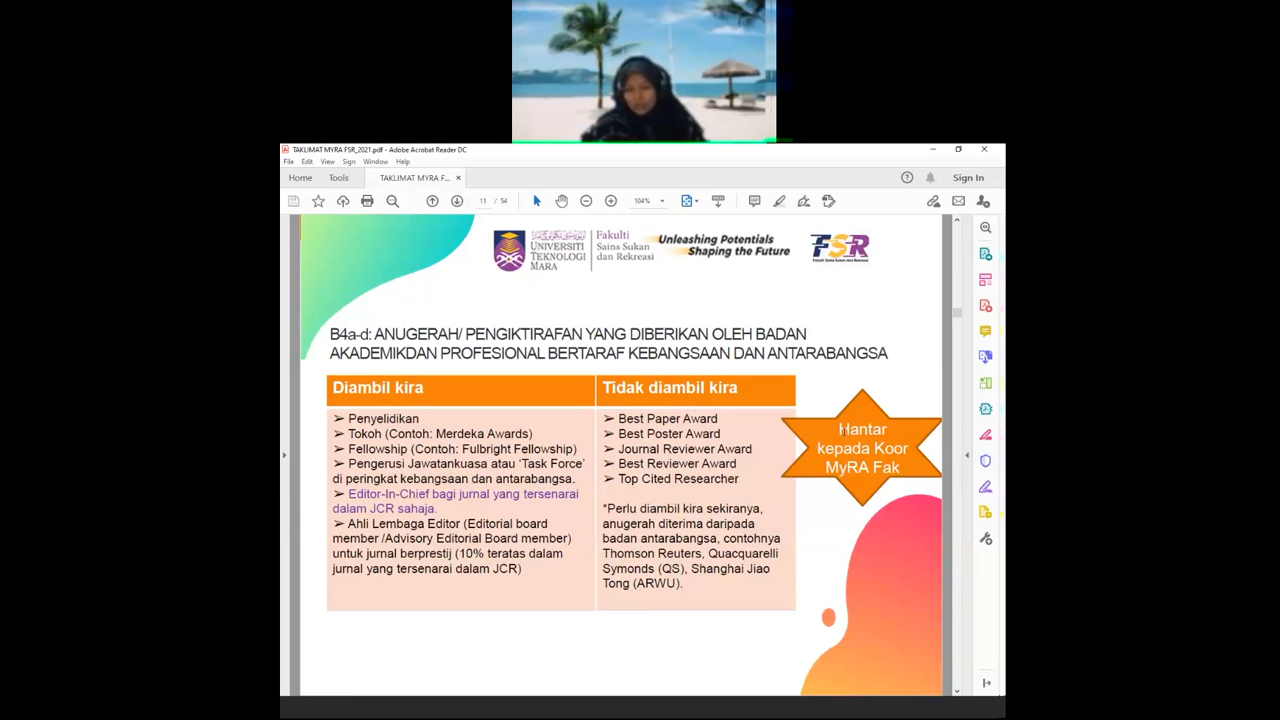 TAKLIMAT MYRA FSR_2021.pdf - Adobe Acrobat Reader DC
File Edit View Sign Window Help
Home Tools TAKLIMAT MYRA F... Sign In
11 / 54 104%
UNIVERSITI
TEKNOLOGI
MARA
Fakulti
Sains Sukan
dan Rekreasi
Unleashing Potentials
Shaping the Future
FSR
Fakulti Sains Sukan dan Rekreasi
B4a-d: ANUGERAH/ PENGIKTIRAFAN YANG DIBERIKAN OLEH BADAN
AKADEMIKDAN PROFESIONAL BERTARAF KEBANGSAAN DAN ANTARABANGSA
Diambil kira
➢ Penyelidikan
➢ Tokoh (Contoh: Merdeka Awards)
➢ Fellowship (Contoh: Fulbright Fellowship)
➢ Pengerusi Jawatankuasa atau ‘Task Force’
di peringkat kebangsaan dan antarabangsa.
➢ Editor-In-Chief bagi jurnal yang tersenarai
dalam JCR sahaja.
➢ Ahli Lembaga Editor (Editorial board
member /Advisory Editorial Board member)
untuk jurnal berprestij (10% teratas dalam
jurnal yang tersenarai dalam JCR)
Tidak diambil kira
➢ Best Paper Award
➢ Best Poster Award
➢ Journal Reviewer Award
➢ Best Reviewer Award
➢ Top Cited Researcher
*Perlu diambil kira sekiranya,
anugerah diterima daripada
badan antarabangsa, contohnya
Thomson Reuters, Quacquarelli
Symonds (QS), Shanghai Jiao
Tong (ARWU).
Hantar
kepada Koor
MyRA Fak